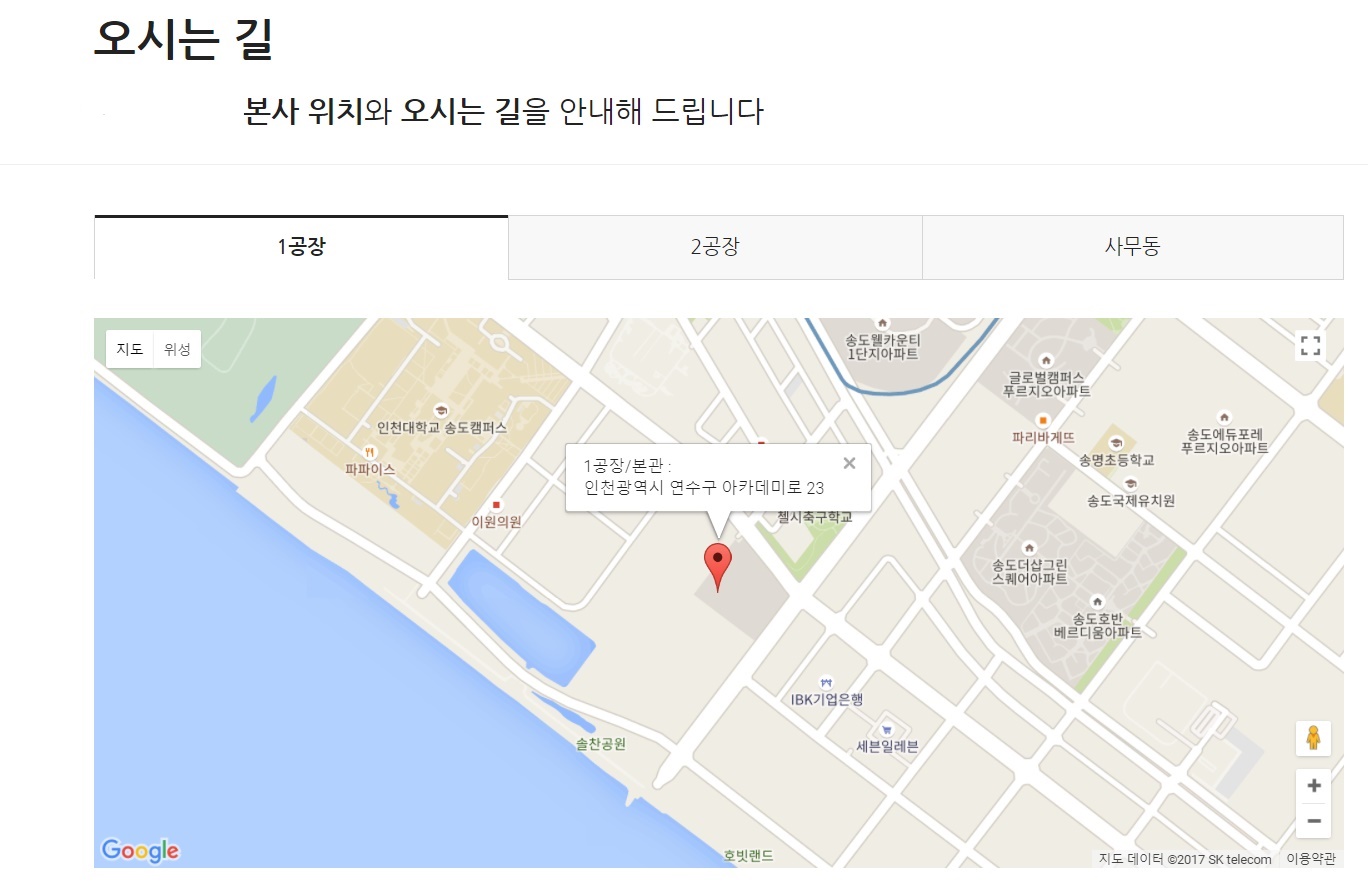 오시는 길
본사 위치와 오시는 길을 안내해 드립니다
1공장
2공장
사무동
지도
위성
송도웰카운티
1단지아파트
글로벌캠퍼스
푸르지오아파트
인천대학교 송도캠퍼스
파리바게뜨
송도에듀포레
푸르지오아파트
파파이스
송명초등학교
1공장/본관 :
인천광역시 연수구 아카데미로 23
송도국제유치원
이원의원
첼시축구학교
송도더샵그린
스퀘어아파트
송도호반
베르디움아파트
IBK기업은행
솔찬공원
세븐일레븐
호빗랜드
Google
지도 데이터 ©2017 SK telecom
이용약관